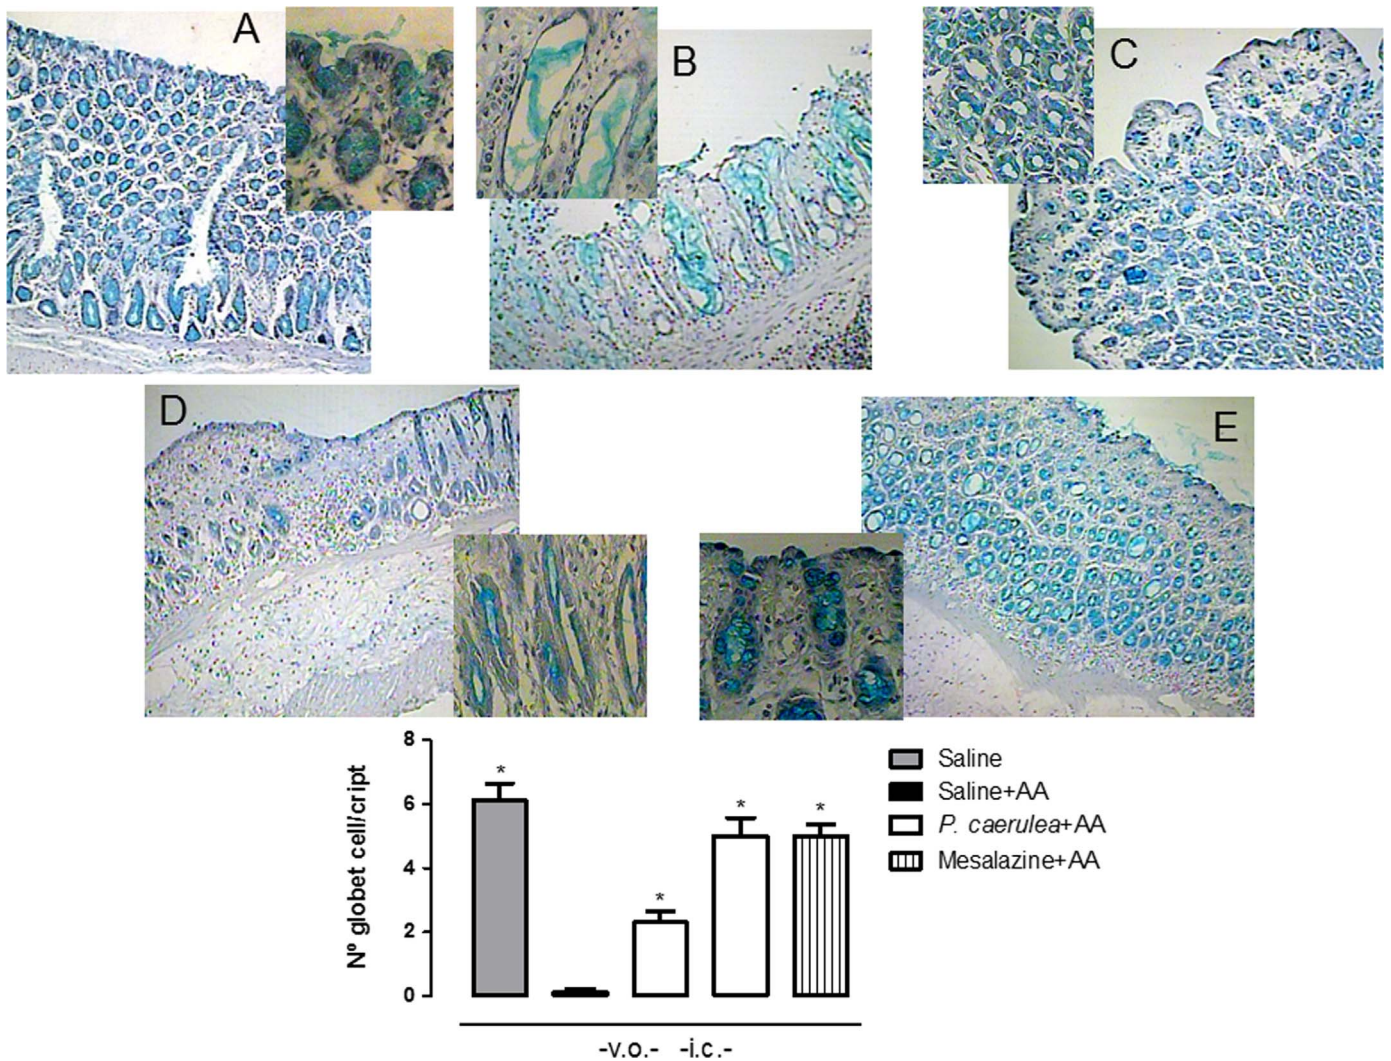 A
B
C
D
E
8
6
4
2
0
Nº globet cell/cript
*
*
*
*
Saline
Saline+AA
P. caerulea+AA
Mesalazine+AA
-v.o.- -i.c.-